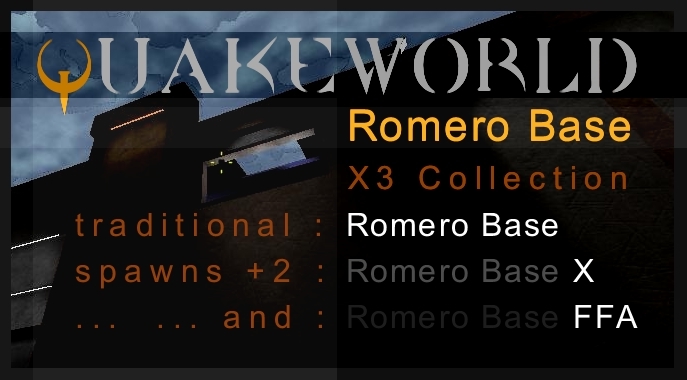 QUAKEWORLD
Romero Base
X3 Collection
traditional : Romero Base
spawns +2 : Romero Base X
... ... and : Romero Base FFA